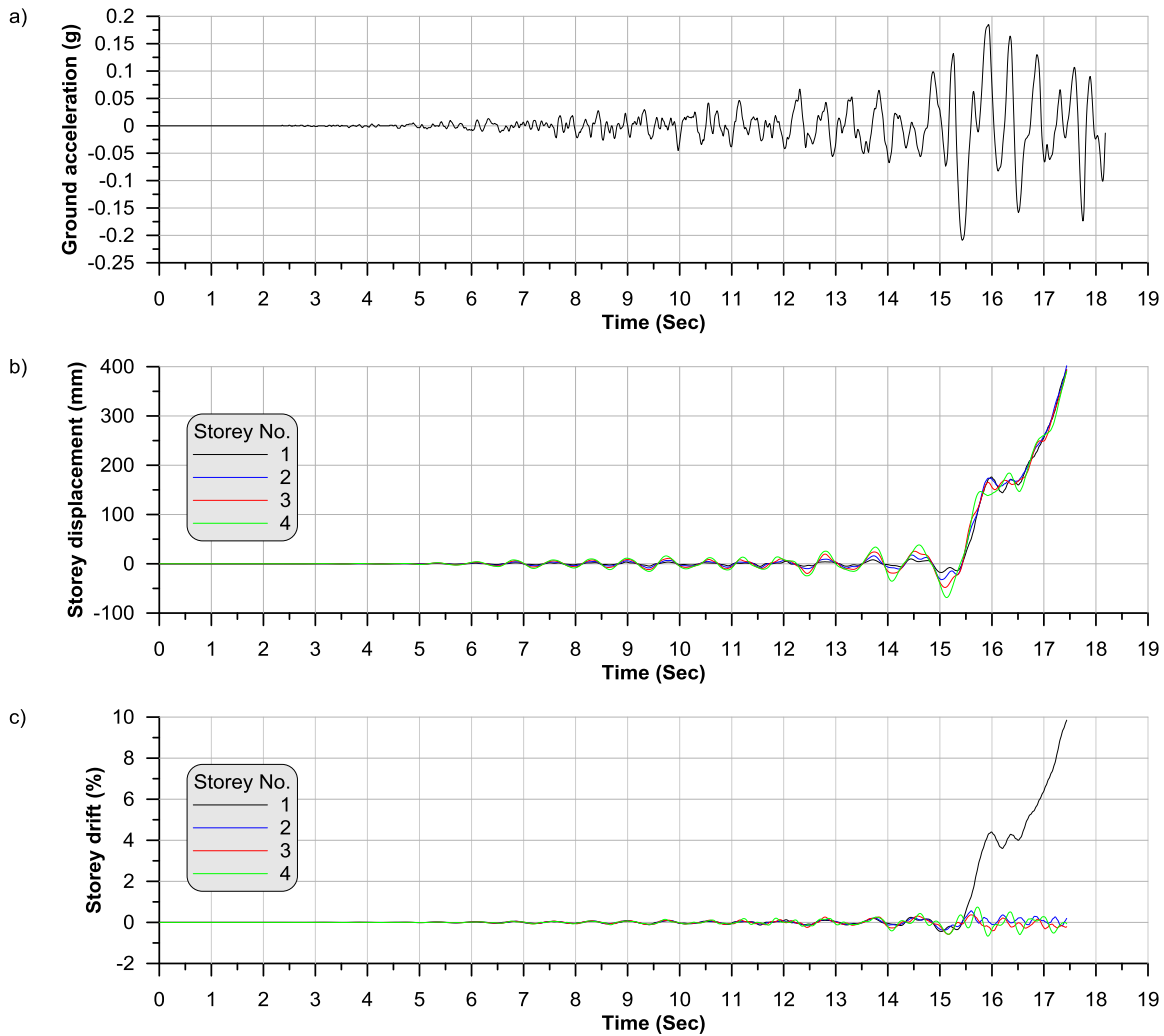 a)
Ground acceleration (g)
0.2
0.15
0.1
0.05
0
-0.05
-0.1
-0.15
-0.2
-0.25
0 1 2 3 4 5 6 7 8 9 10 11 12 13 14 15 16 17 18 19
Time (Sec)
b)
Storey displacement (mm)
400
300
200
100
0
-100
Storey No.
1
2
3
4
0 1 2 3 4 5 6 7 8 9 10 11 12 13 14 15 16 17 18 19
Time (Sec)
c)
Storey drift (%)
10
8
6
4
2
0
-2
Storey No.
1
2
3
4
0 1 2 3 4 5 6 7 8 9 10 11 12 13 14 15 16 17 18 19
Time (Sec)